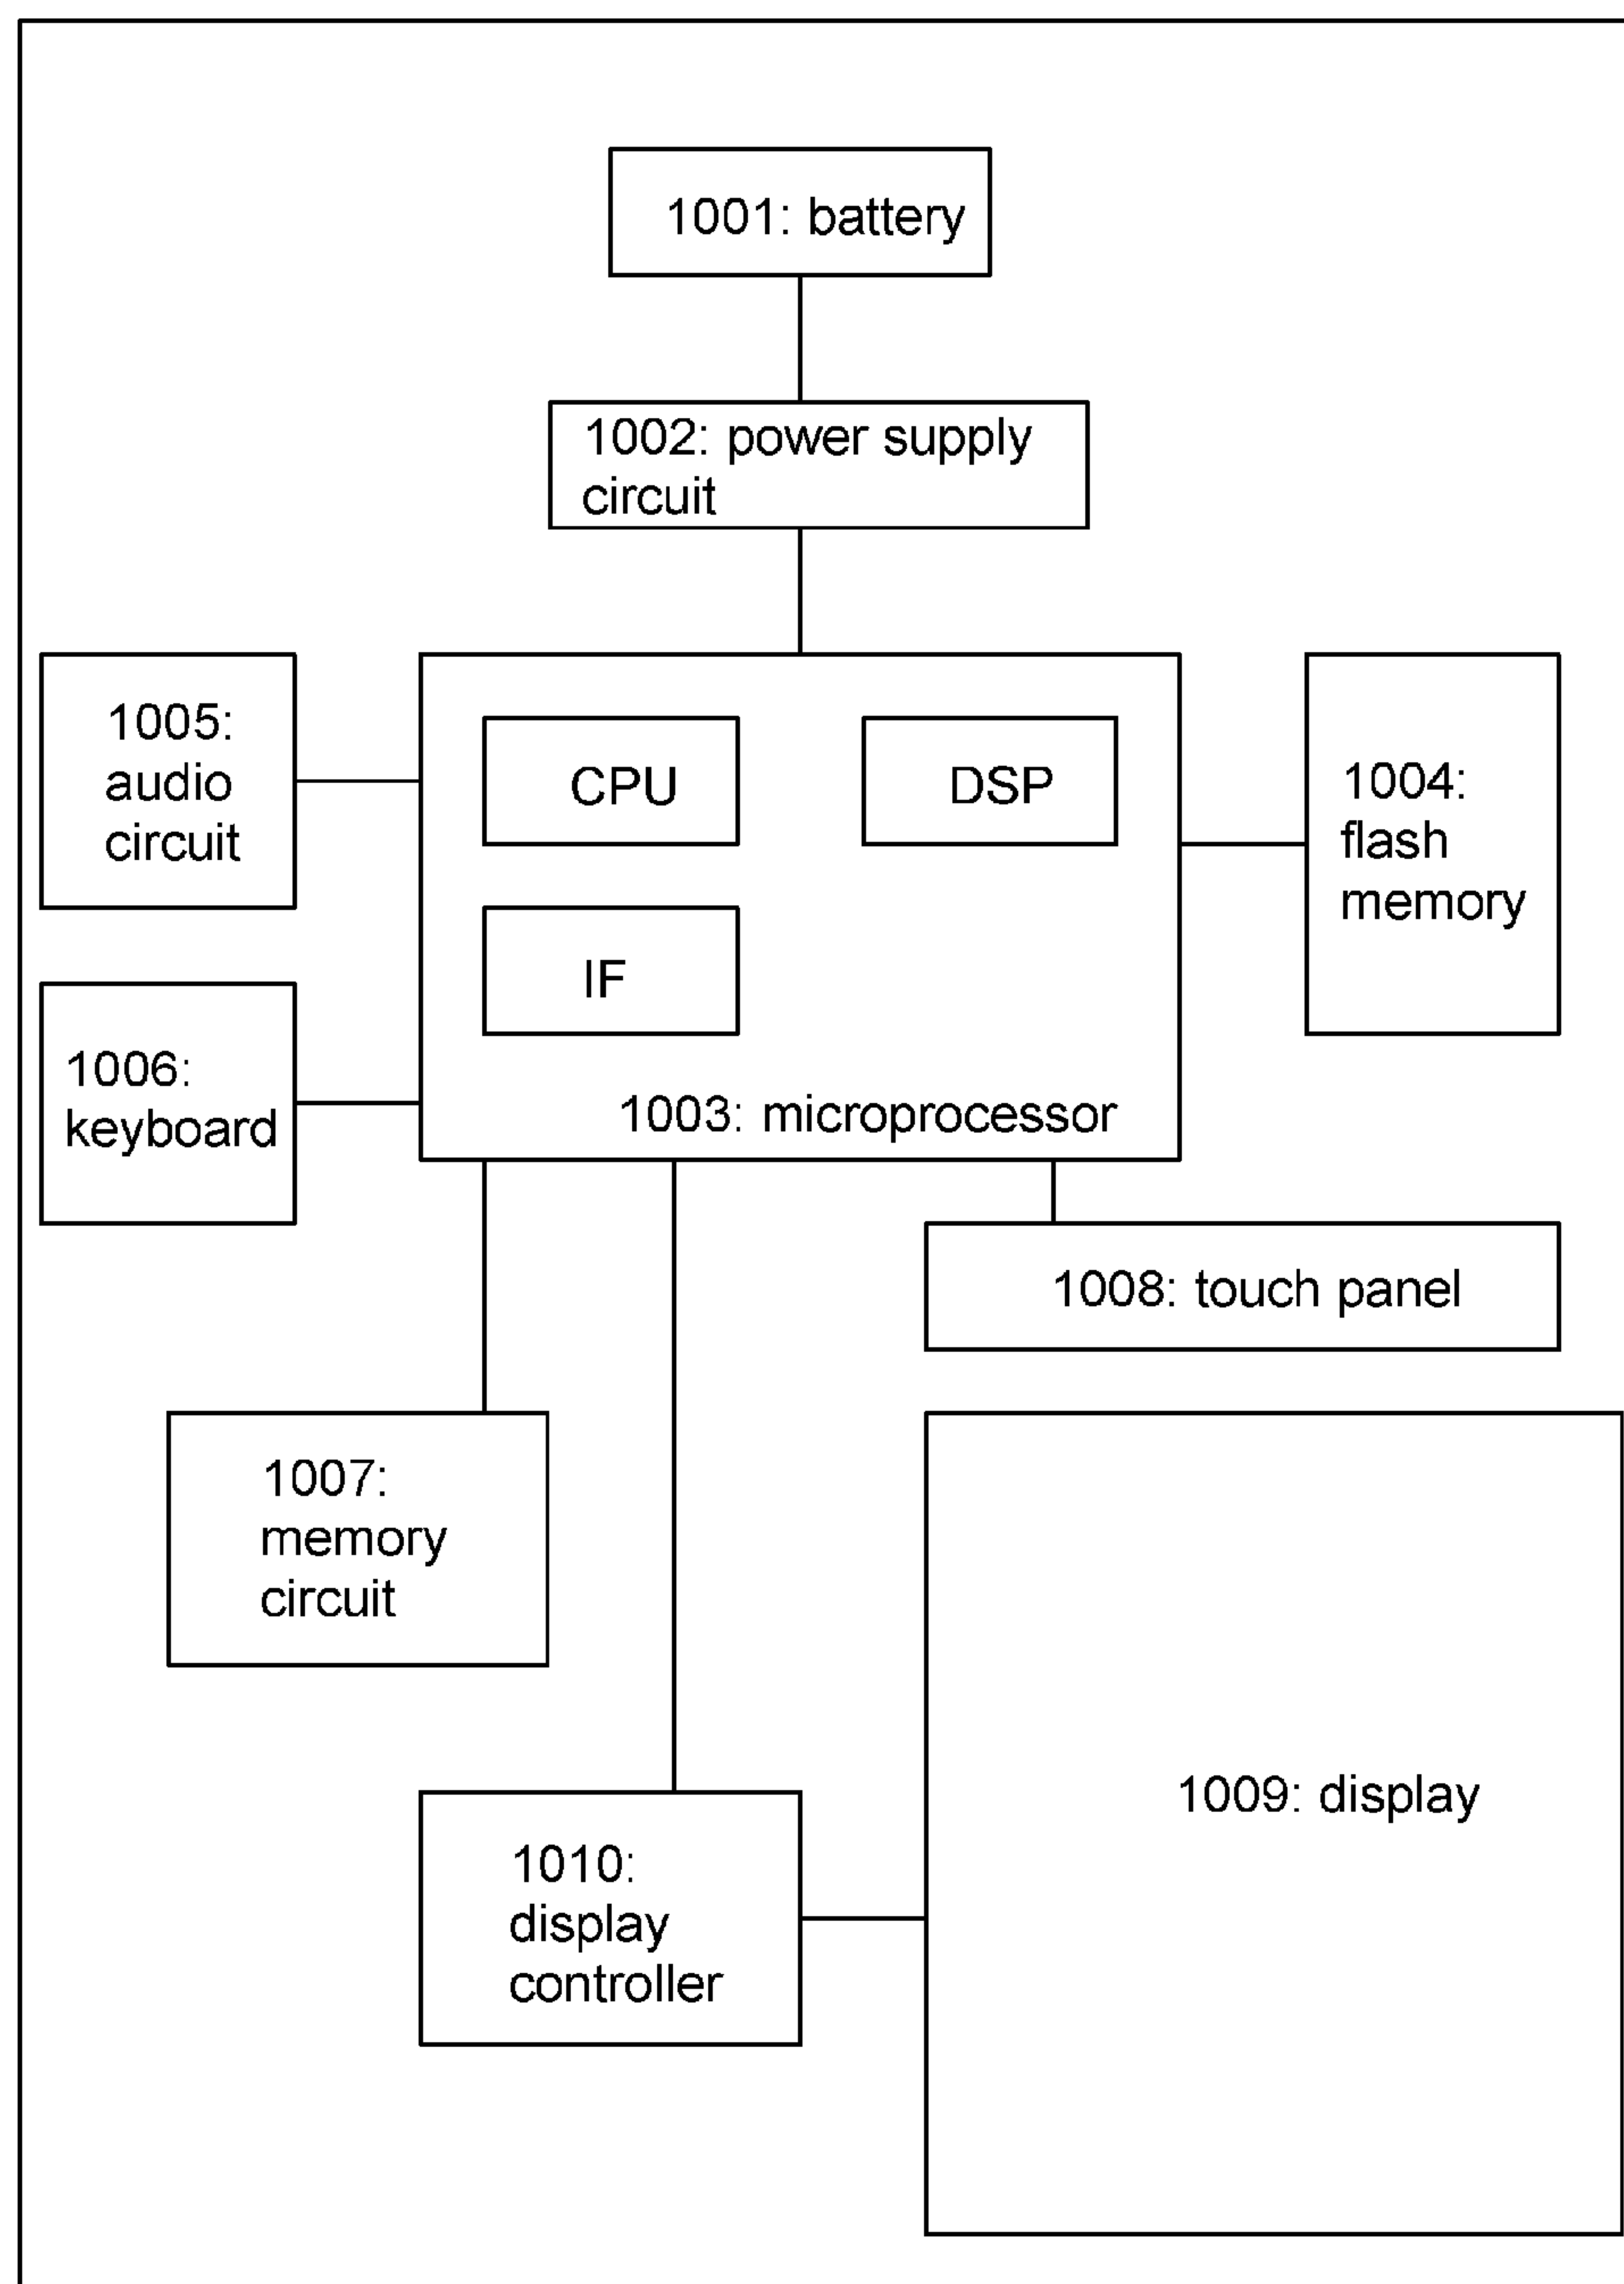 1001: battery
1002: power supply
circuit
1005:
audio
circuit
CPU
DSP
1004:
flash
memory
IF
1006:
keyboard
1003: microprocessor
1008: touch panel
1007:
memory
circuit
1009: display
1010:
display
controller